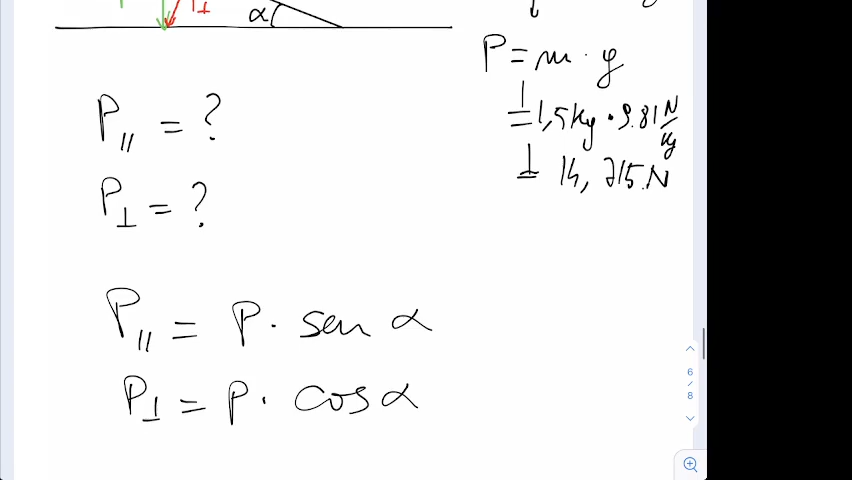 P⊥
α
P = m · g
P// = ?
= 1,5 kg · 9.81 N/kg
P⊥ = ?
= 14,715 N
P// = P · sen α
P⊥ = P · cos α
6
/
8